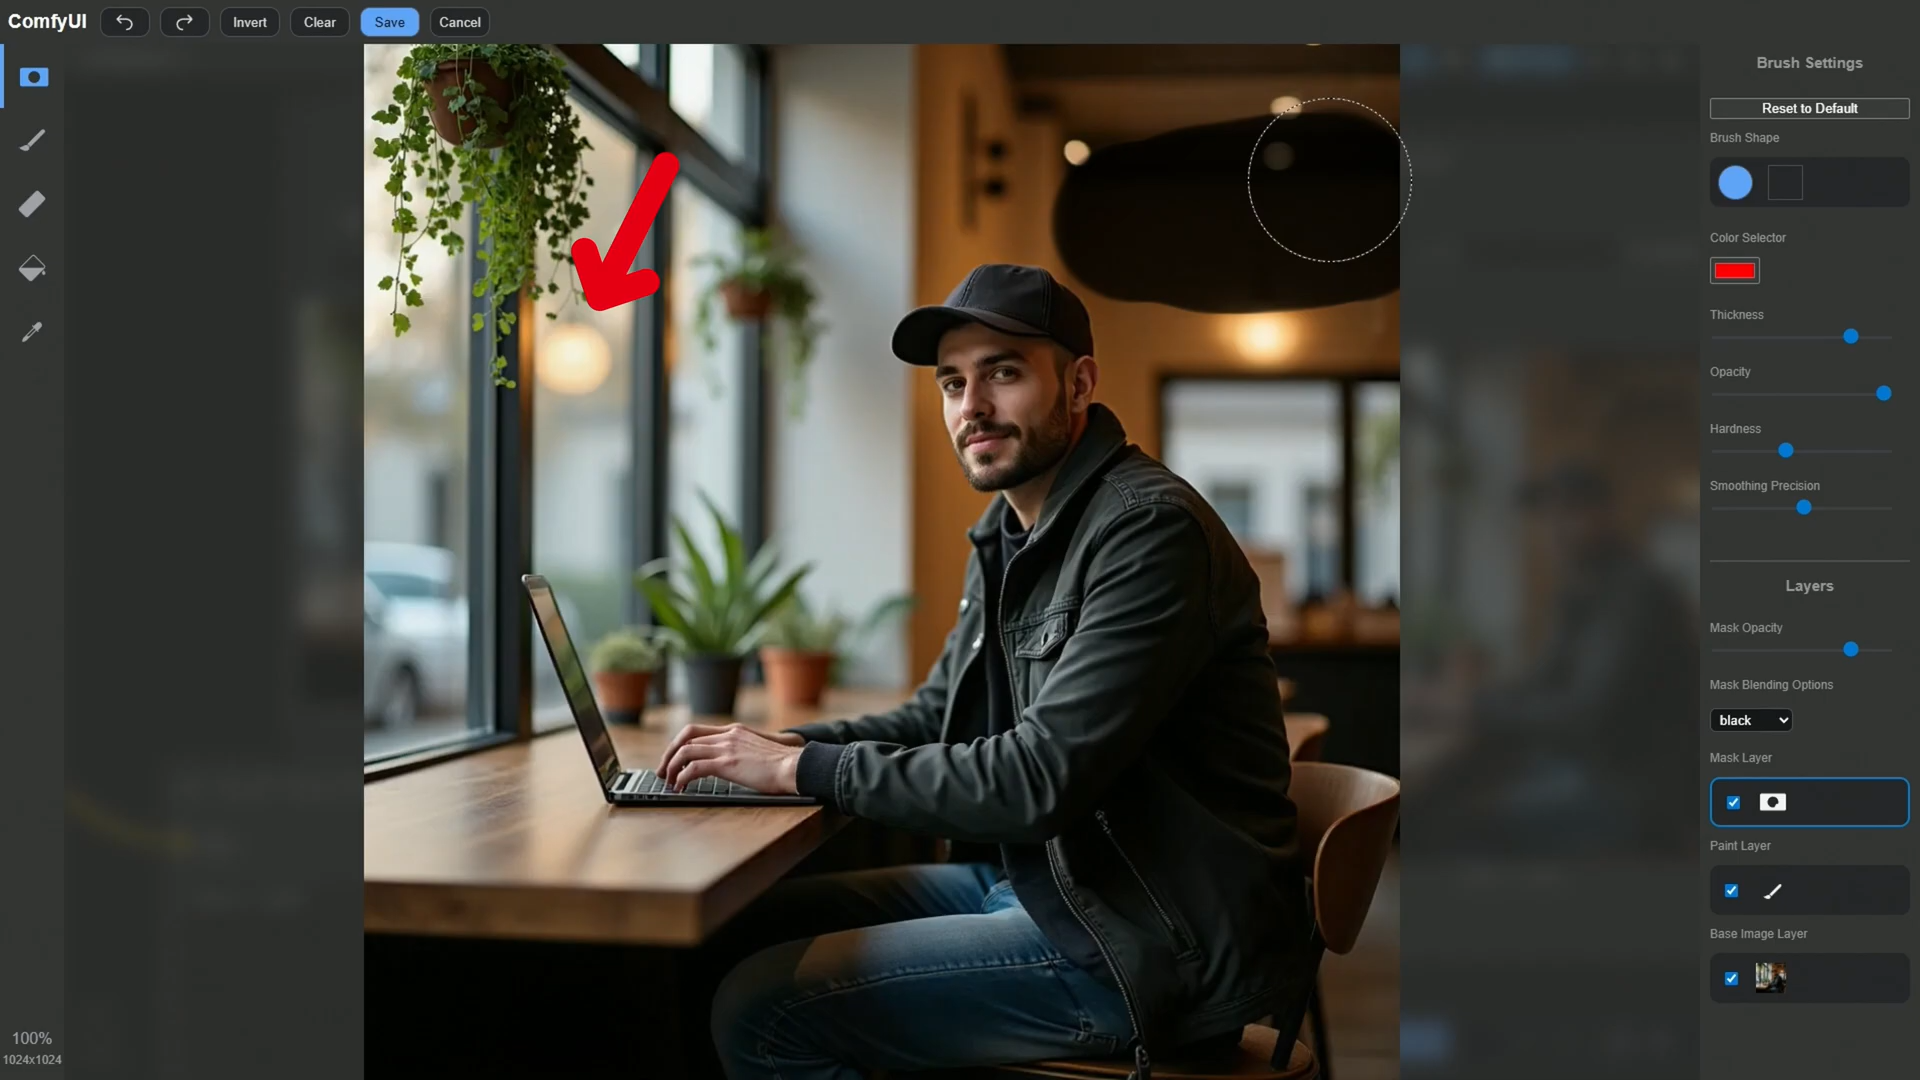 ComfyUI
Invert
Clear
Save
Cancel
Brush Settings
Reset to Default
Brush Shape
Color Selector
Thickness
Opacity
Hardness
Smoothing Precision
Layers
Mask Opacity
Mask Blending Options
black
Mask Layer
Paint Layer
Base Image Layer
100%
1024x1024